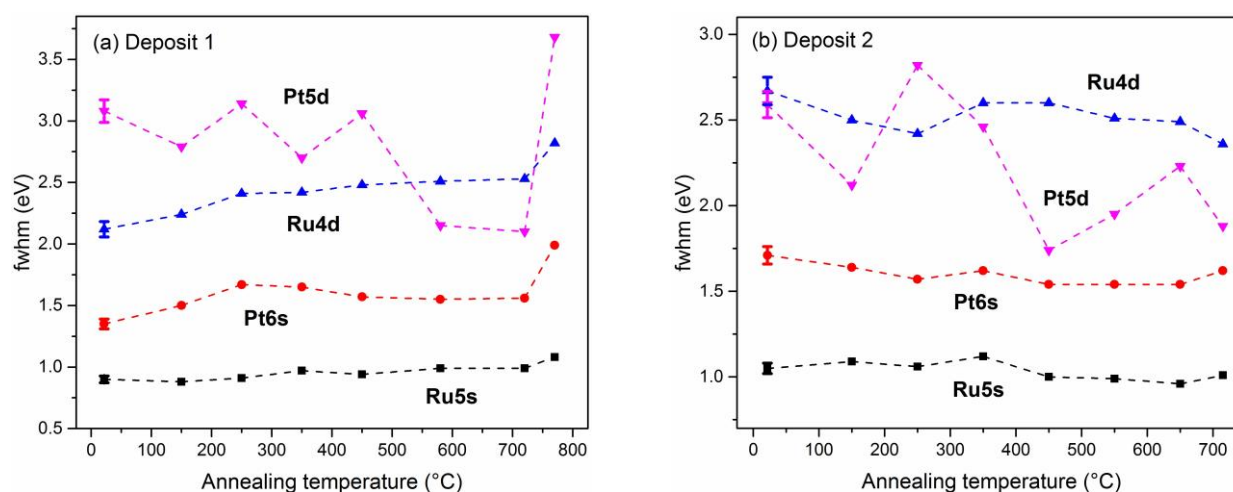 (a) Deposit 1
fwhm (eV)
3.5
3.0
2.5
2.0
1.5
1.0
0.5
Pt5d
Ru4d
Pt6s
Ru5s
0 100 200 300 400 500 600 700 800
Annealing temperature (°C)
(b) Deposit 2
fwhm (eV)
3.0
2.5
2.0
1.5
1.0
Ru4d
Pt5d
Pt6s
Ru5s
0 100 200 300 400 500 600 700
Annealing temperature (°C)